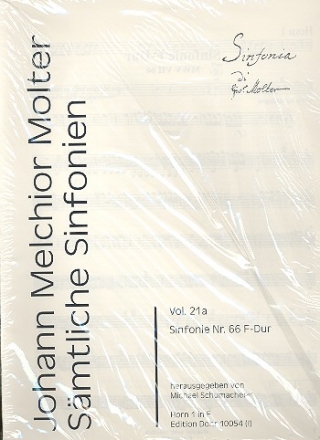 Johann Melchior Molter
Sämtliche Sinfonien
Sinfonia
di
Vol. 21a
Sinfonie Nr. 66 F-Dur
herausgegeben von
Michael Schumacher
Horn 1 in F
Edition Dohr 10054 (I)